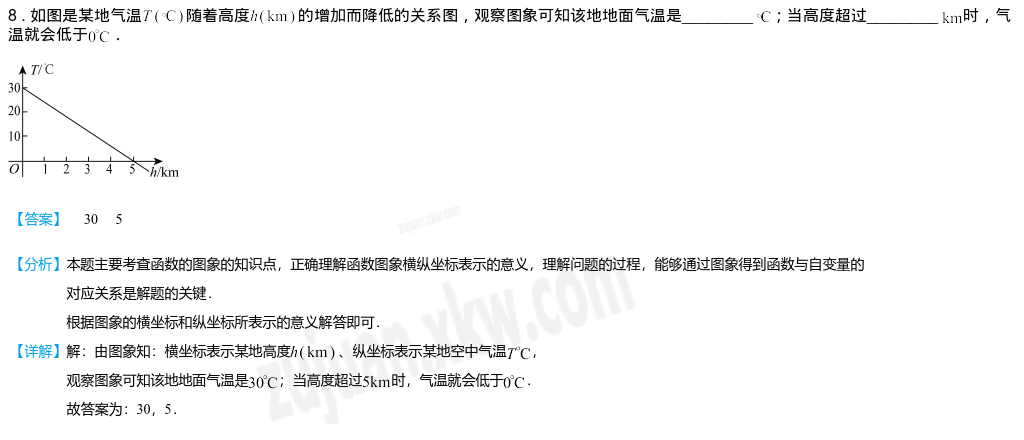 8．如图是某地气温T(℃)随着高度h(km)的增加而降低的关系图，观察图象可知该地地面气温是________ ℃；当高度超过________ km时，气
温就会低于0℃．
T/℃
30
20
10
O 1 2 3 4 5 h/km
【答案】 30 5
【分析】本题主要考查函数的图象的知识点，正确理解函数图象横纵坐标表示的意义，理解问题的过程，能够通过图象得到函数与自变量的
对应关系是解题的关键．
根据图象的横坐标和纵坐标所表示的意义解答即可．
【详解】解：由图象知：横坐标表示某地高度h(km)、纵坐标表示某地空中气温T℃，
观察图象可知该地地面气温是30℃；当高度超过5km时，气温就会低于0℃．
故答案为：30，5．
zujuan.xkw.com
zujuan.xkw.com